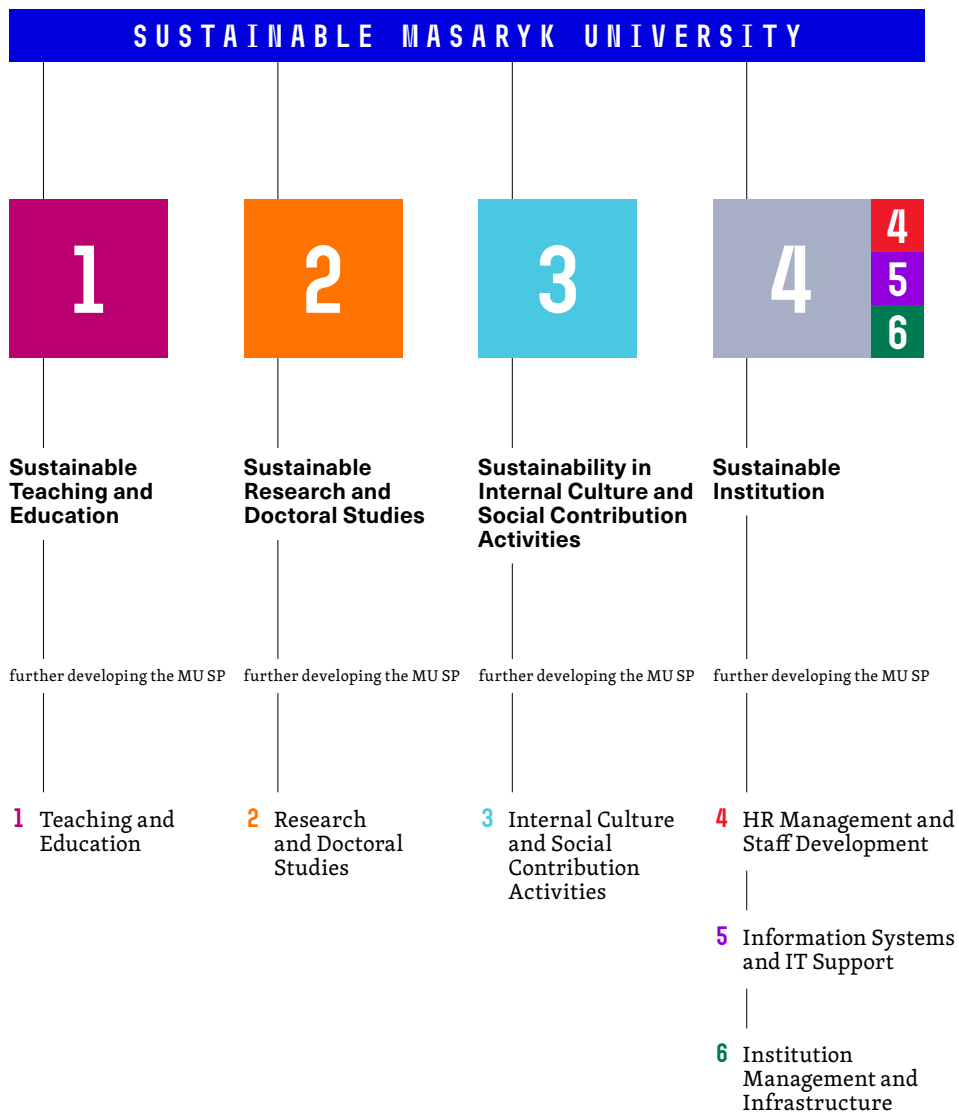 SUSTAINABLE MASARYK UNIVERSITY
1
2
3
4
4
5
6
Sustainable
Teaching and
Education
Sustainable
Research and
Doctoral Studies
Sustainability in
Internal Culture and
Social Contribution
Activities
Sustainable
Institution
further developing the MU SP
further developing the MU SP
further developing the MU SP
further developing the MU SP
1 Teaching and
Education
2 Research
and Doctoral
Studies
3 Internal Culture
and Social
Contribution
Activities
4 HR Management and
Staff Development
5 Information Systems
and IT Support
6 Institution
Management and
Infrastructure